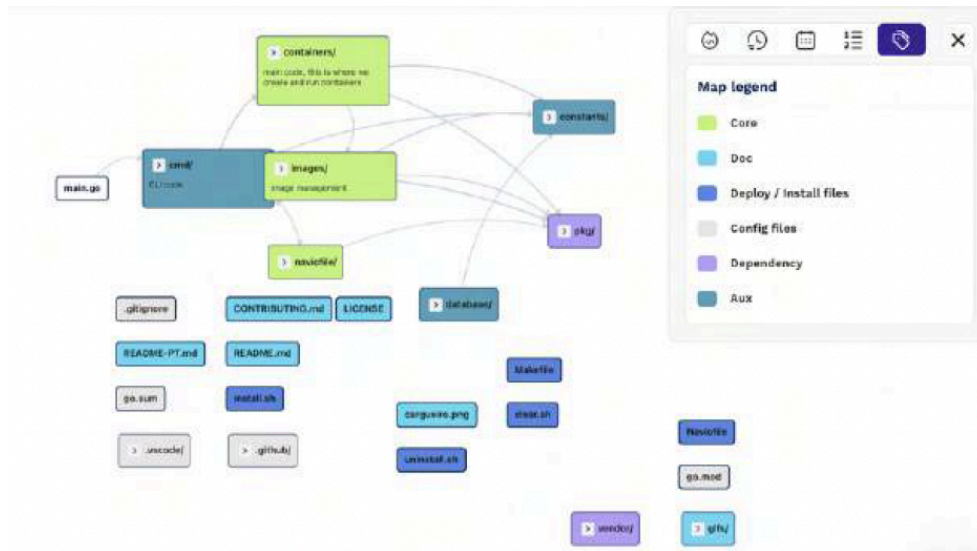 containers/
main code, this is where we
create and run containers
constants/
cmd/
CLI code
images/
image management
main.go
pkg/
naviofile/
database/
.gitignore
CONTRIBUTING.md
LICENSE
README-PT.md
README.md
Makefile
go.sum
install.sh
cargueiro.png
clear.sh
.vscode/
.github/
uninstall.sh
Naviofile
go.mod
vendor/
gifs/
Map legend
Core
Doc
Deploy / Install files
Config files
Dependency
Aux